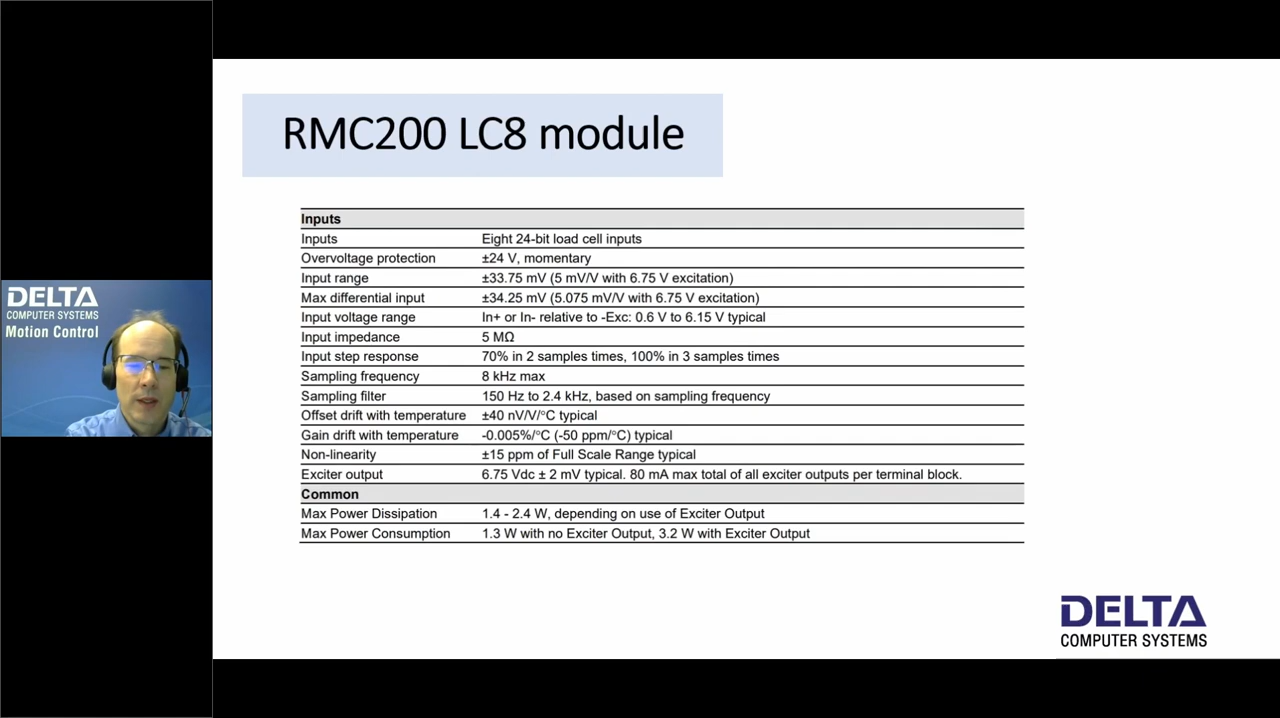 DELTA
COMPUTER SYSTEMS
Motion Control
RMC200 LC8 module
Inputs
Inputs Eight 24-bit load cell inputs
Overvoltage protection ±24 V, momentary
Input range ±33.75 mV (5 mV/V with 6.75 V excitation)
Max differential input ±34.25 mV (5.075 mV/V with 6.75 V excitation)
Input voltage range In+ or In- relative to -Exc: 0.6 V to 6.15 V typical
Input impedance 5 MΩ
Input step response 70% in 2 samples times, 100% in 3 samples times
Sampling frequency 8 kHz max
Sampling filter 150 Hz to 2.4 kHz, based on sampling frequency
Offset drift with temperature ±40 nV/V/°C typical
Gain drift with temperature -0.005%/°C (-50 ppm/°C) typical
Non-linearity ±15 ppm of Full Scale Range typical
Exciter output 6.75 Vdc ± 2 mV typical. 80 mA max total of all exciter outputs per terminal block.
Common
Max Power Dissipation 1.4 - 2.4 W, depending on use of Exciter Output
Max Power Consumption 1.3 W with no Exciter Output, 3.2 W with Exciter Output
DELTA
COMPUTER SYSTEMS